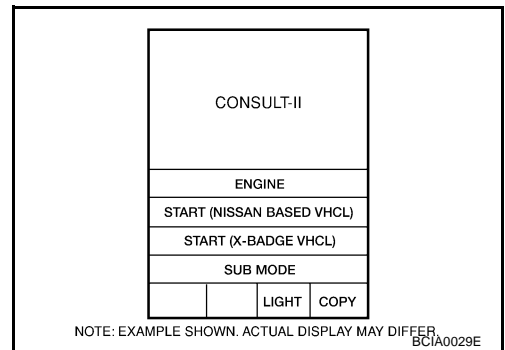 CONSULT-II
ENGINE
START (NISSAN BASED VHCL)
START (X-BADGE VHCL)
SUB MODE
LIGHT COPY
NOTE: EXAMPLE SHOWN. ACTUAL DISPLAY MAY DIFFER.
BCIA0029E